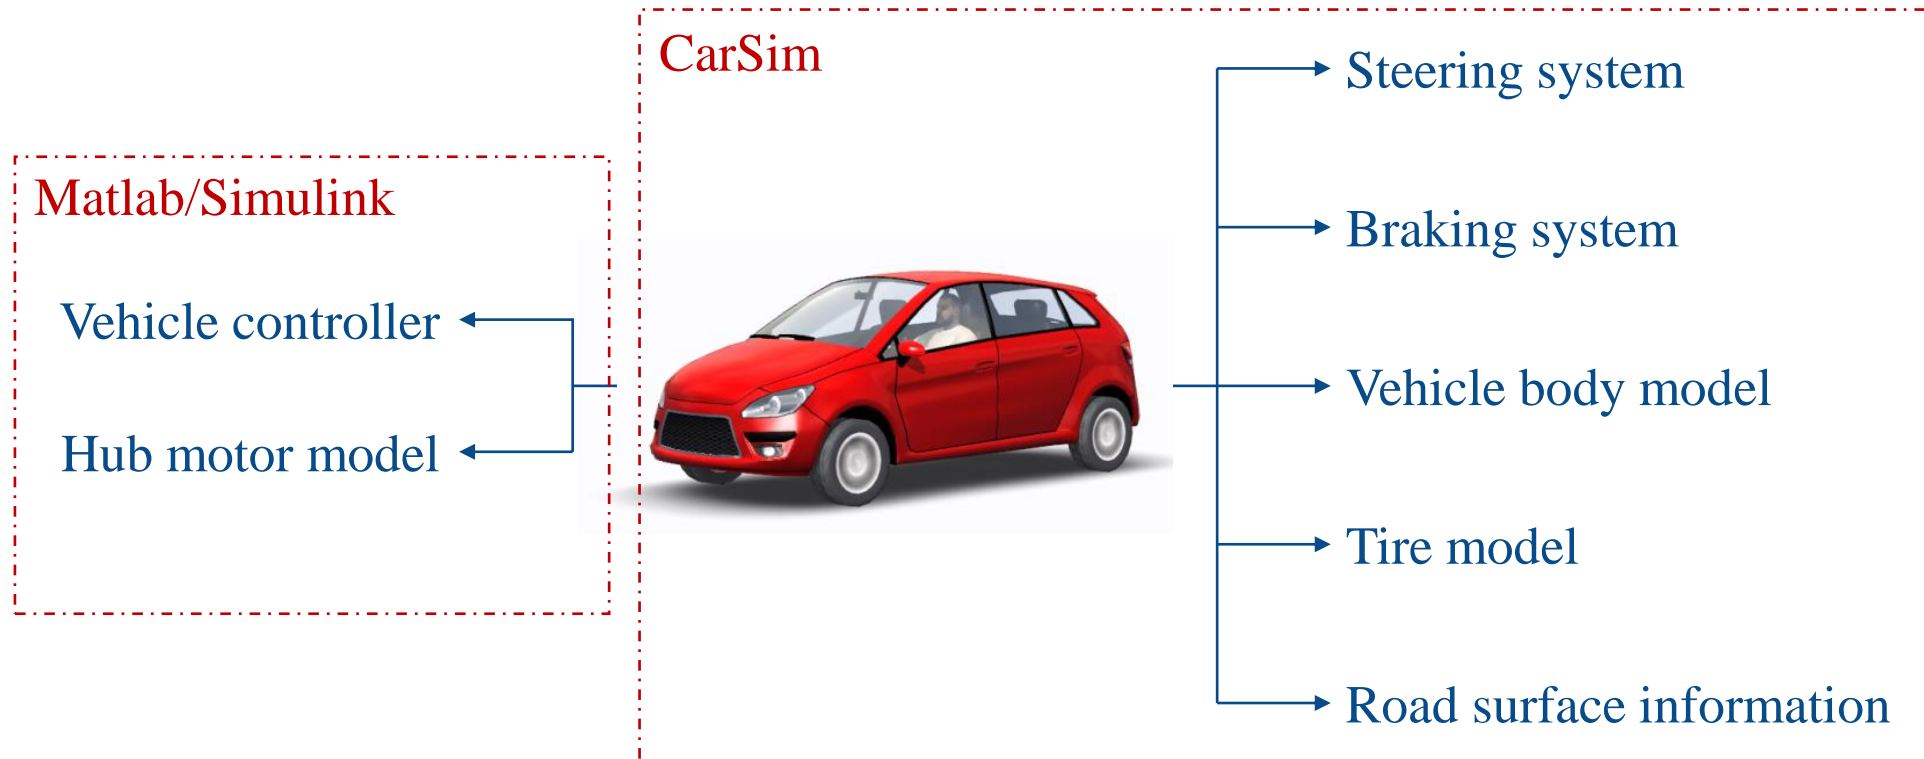 CarSim
Steering system
Matlab/Simulink
Braking system
Vehicle controller
Vehicle body model
Hub motor model
Tire model
Road surface information